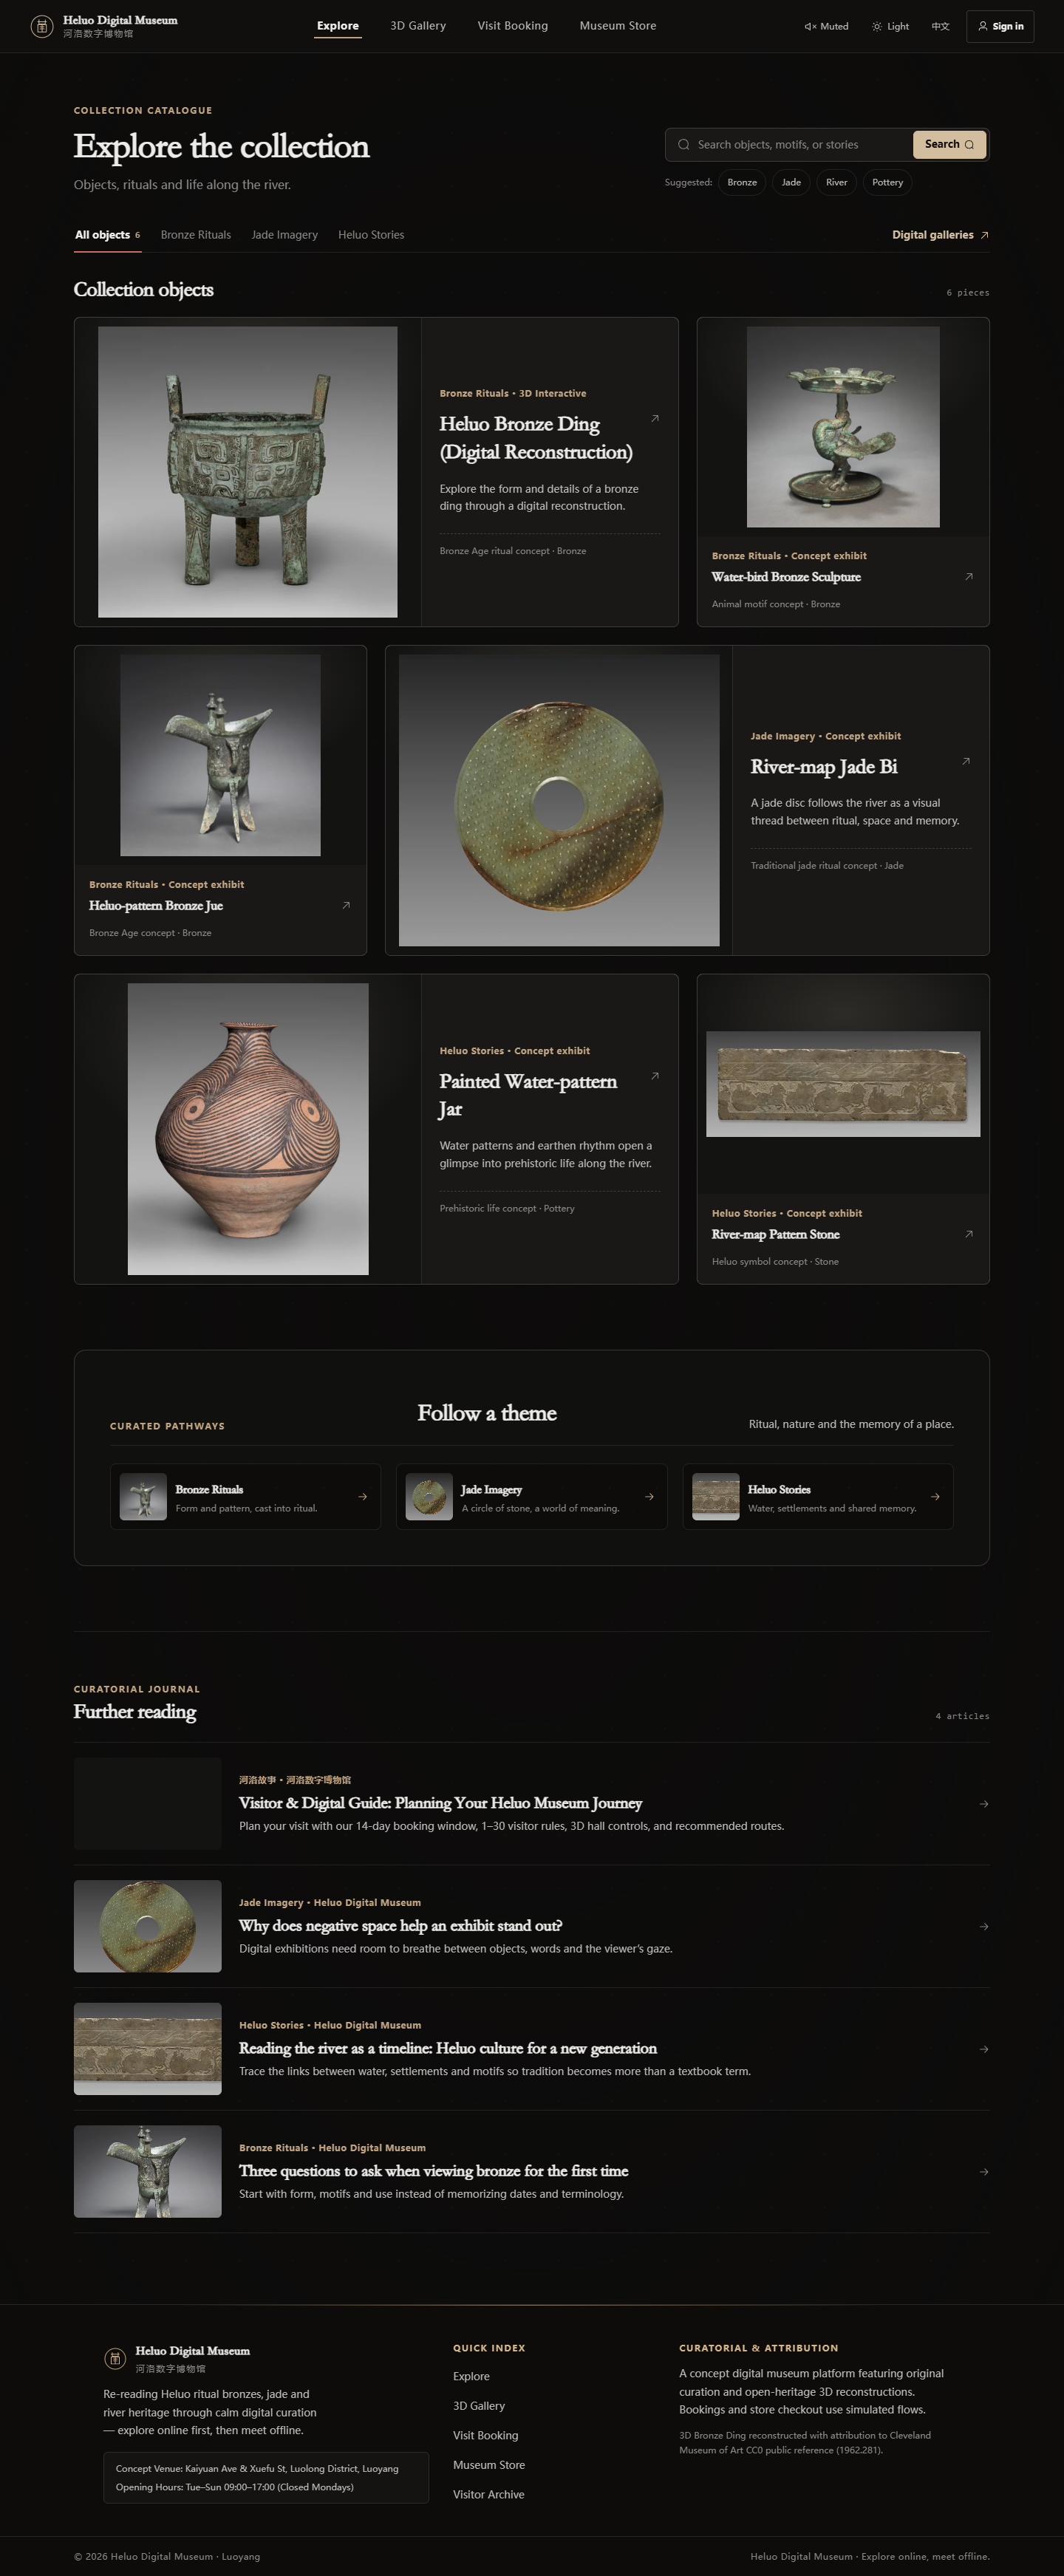 Heluo Digital Museum
河洛数字博物馆
Explore
3D Gallery
Visit Booking
Museum Store
Muted
Light
中文
Sign in
COLLECTION CATALOGUE
Explore the collection
Objects, rituals and life along the river.
Search objects, motifs, or stories
Search
Suggested:
Bronze
Jade
River
Pottery
All objects 6
Bronze Rituals
Jade Imagery
Heluo Stories
Digital galleries
Collection objects
6 pieces
Bronze Rituals • 3D Interactive
Heluo Bronze Ding
(Digital Reconstruction)
Explore the form and details of a bronze
ding through a digital reconstruction.
Bronze Age ritual concept · Bronze
Bronze Rituals • Concept exhibit
Water-bird Bronze Sculpture
Animal motif concept · Bronze
Bronze Rituals • Concept exhibit
Heluo-pattern Bronze Jue
Bronze Age concept · Bronze
Jade Imagery • Concept exhibit
River-map Jade Bi
A jade disc follows the river as a visual
thread between ritual, space and memory.
Traditional jade ritual concept · Jade
Heluo Stories • Concept exhibit
Painted Water-pattern
Jar
Water patterns and earthen rhythm open a
glimpse into prehistoric life along the river.
Prehistoric life concept · Pottery
Heluo Stories • Concept exhibit
River-map Pattern Stone
Heluo symbol concept · Stone
CURATED PATHWAYS
Follow a theme
Ritual, nature and the memory of a place.
Bronze Rituals
Form and pattern, cast into ritual.
Jade Imagery
A circle of stone, a world of meaning.
Heluo Stories
Water, settlements and shared memory.
CURATORIAL JOURNAL
Further reading
4 articles
河洛故事 • 河洛数字博物馆
Visitor & Digital Guide: Planning Your Heluo Museum Journey
Plan your visit with our 14-day booking window, 1–30 visitor rules, 3D hall controls, and recommended routes.
Jade Imagery • Heluo Digital Museum
Why does negative space help an exhibit stand out?
Digital exhibitions need room to breathe between objects, words and the viewer's gaze.
Heluo Stories • Heluo Digital Museum
Reading the river as a timeline: Heluo culture for a new generation
Trace the links between water, settlements and motifs so tradition becomes more than a textbook term.
Bronze Rituals • Heluo Digital Museum
Three questions to ask when viewing bronze for the first time
Start with form, motifs and use instead of memorizing dates and terminology.
Heluo Digital Museum
河洛数字博物馆
Re-reading Heluo ritual bronzes, jade and
river heritage through calm digital curation
— explore online first, then meet offline.
Concept Venue: Kaiyuan Ave & Xuefu St, Luolong District, Luoyang
Opening Hours: Tue–Sun 09:00–17:00 (Closed Mondays)
QUICK INDEX
Explore
3D Gallery
Visit Booking
Museum Store
Visitor Archive
CURATORIAL & ATTRIBUTION
A concept digital museum platform featuring original
curation and open-heritage 3D reconstructions.
Bookings and store checkout use simulated flows.
3D Bronze Ding reconstructed with attribution to Cleveland
Museum of Art CC0 public reference (1962.281).
© 2026 Heluo Digital Museum · Luoyang
Heluo Digital Museum · Explore online, meet offline.